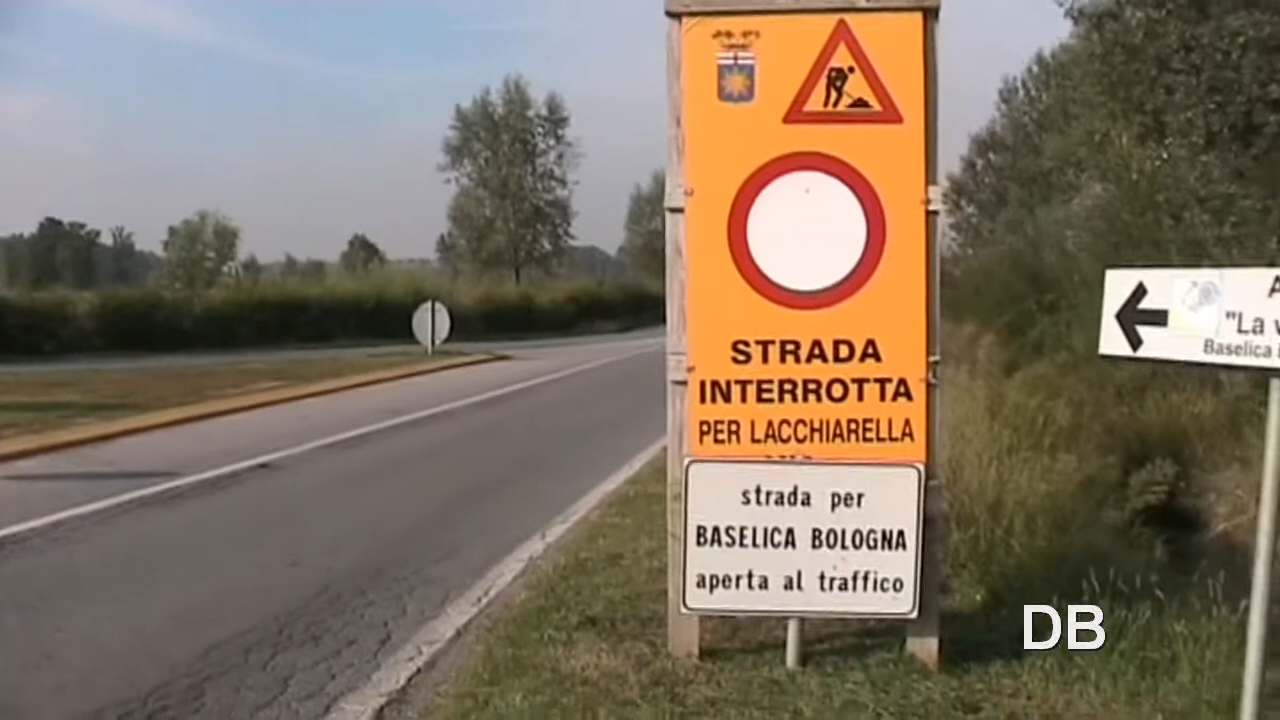 STRADA
INTERROTTA
PER LACCHIARELLA
strada per
BASELICA BOLOGNA
aperta al traffico
"La
Baselica
DB